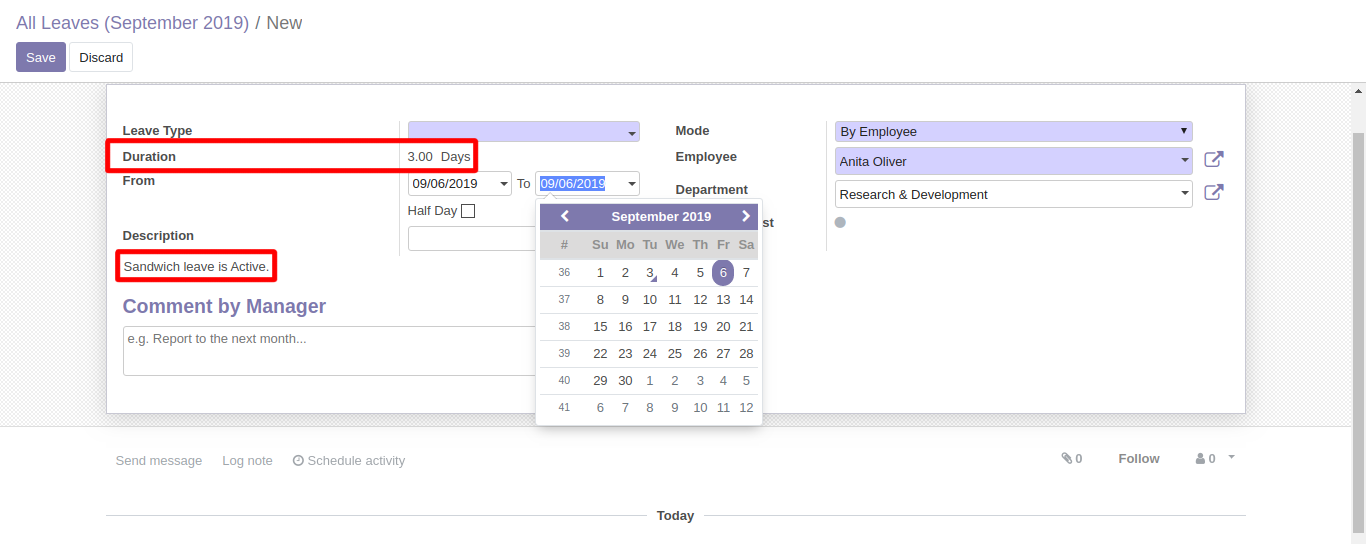 All Leaves (September 2019) / New
Save Discard
Leave Type
Mode By Employee
Duration 3.00 Days
Employee Anita Oliver
From 09/06/2019 To 09/06/2019
Department Research & Development
Half Day
st
Description
Sandwich leave is Active.
September 2019
# Su Mo Tu We Th Fr Sa
36 1 2 3 4 5 6 7
37 8 9 10 11 12 13 14
38 15 16 17 18 19 20 21
39 22 23 24 25 26 27 28
40 29 30 1 2 3 4 5
41 6 7 8 9 10 11 12
Comment by Manager
e.g. Report to the next month...
Send message Log note Schedule activity 0 Follow 0
Today